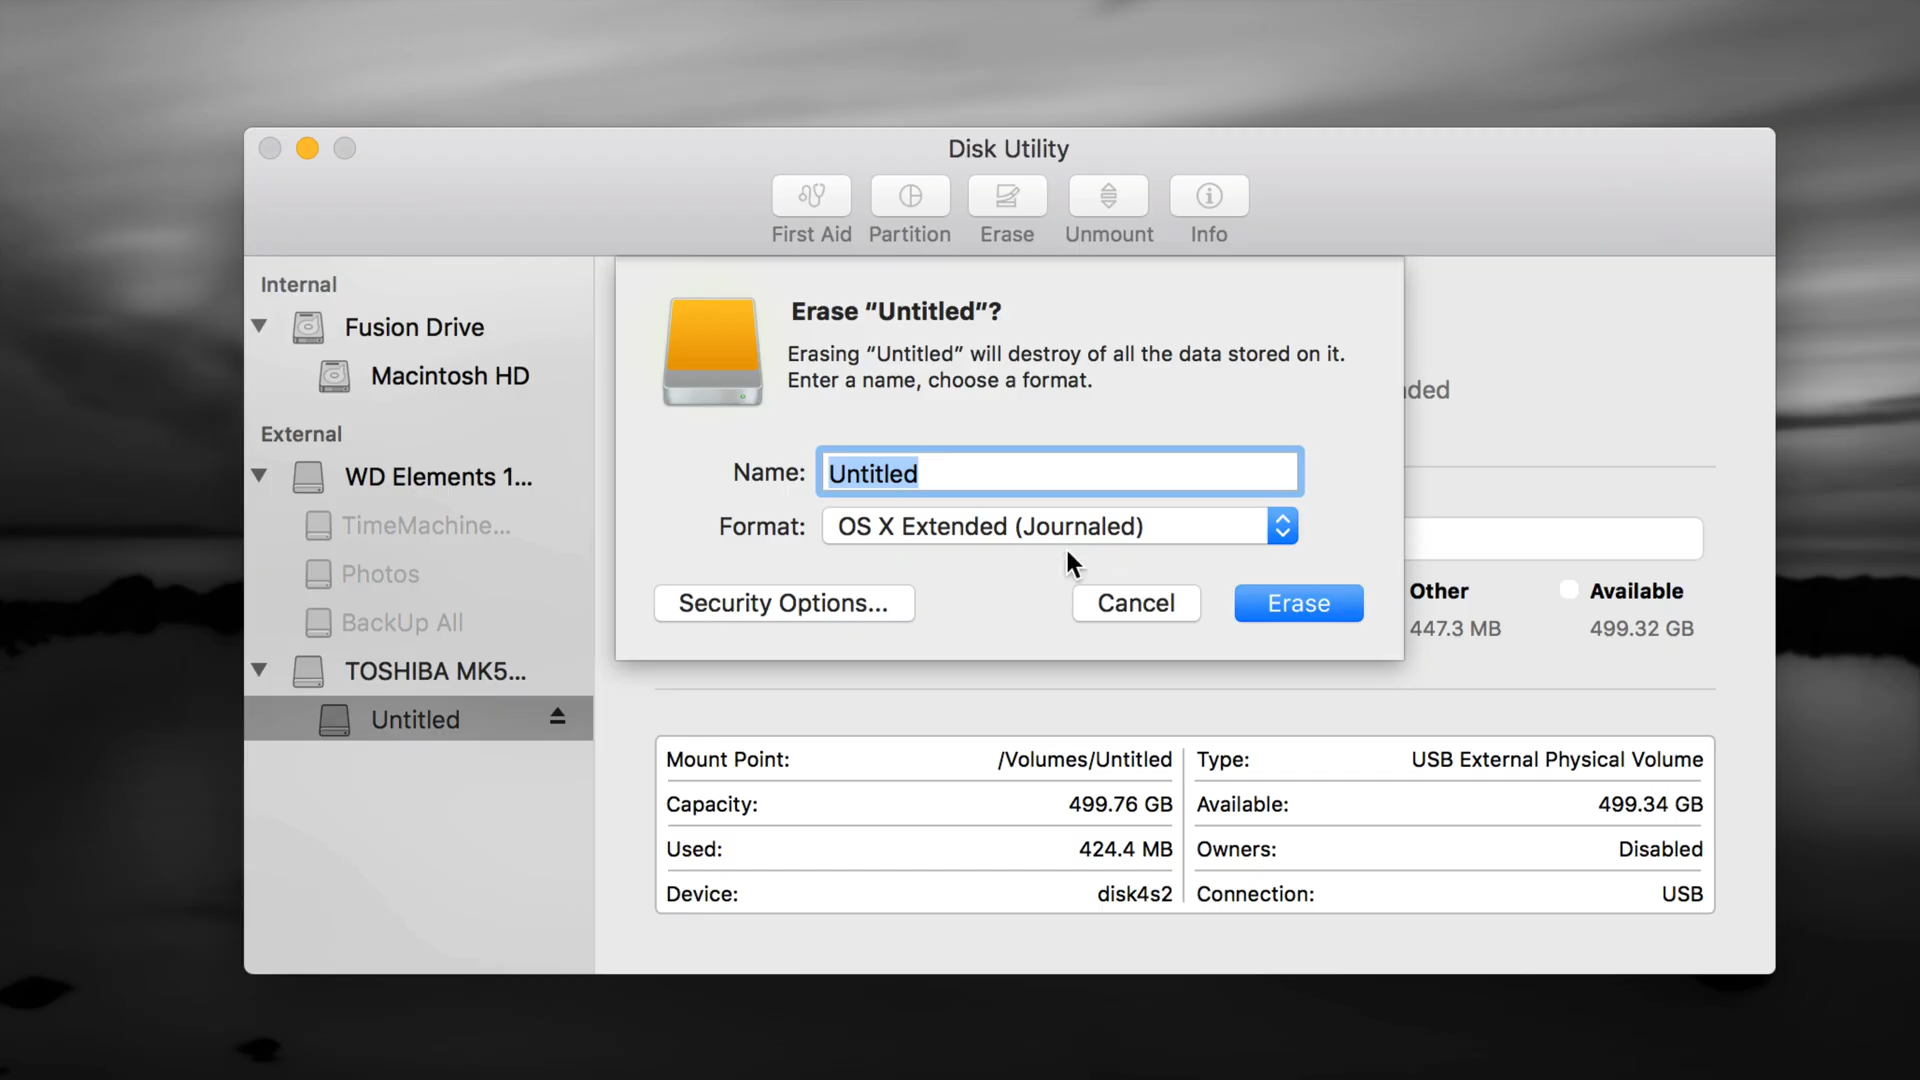 Disk Utility
First Aid
Partition
Erase
Unmount
Info
Internal
Fusion Drive
Macintosh HD
External
WD Elements 1...
TimeMachine...
Photos
BackUp All
TOSHIBA MK5...
Untitled
Erase “Untitled”?
Erasing “Untitled” will destroy of all the data stored on it.
Enter a name, choose a format.
Name: Untitled
Format: OS X Extended (Journaled)
Security Options...
Cancel
Erase
Other
447.3 MB
Available
499.32 GB
Mount Point: /Volumes/Untitled
Capacity: 499.76 GB
Used: 424.4 MB
Device: disk4s2
Type: USB External Physical Volume
Available: 499.34 GB
Owners: Disabled
Connection: USB